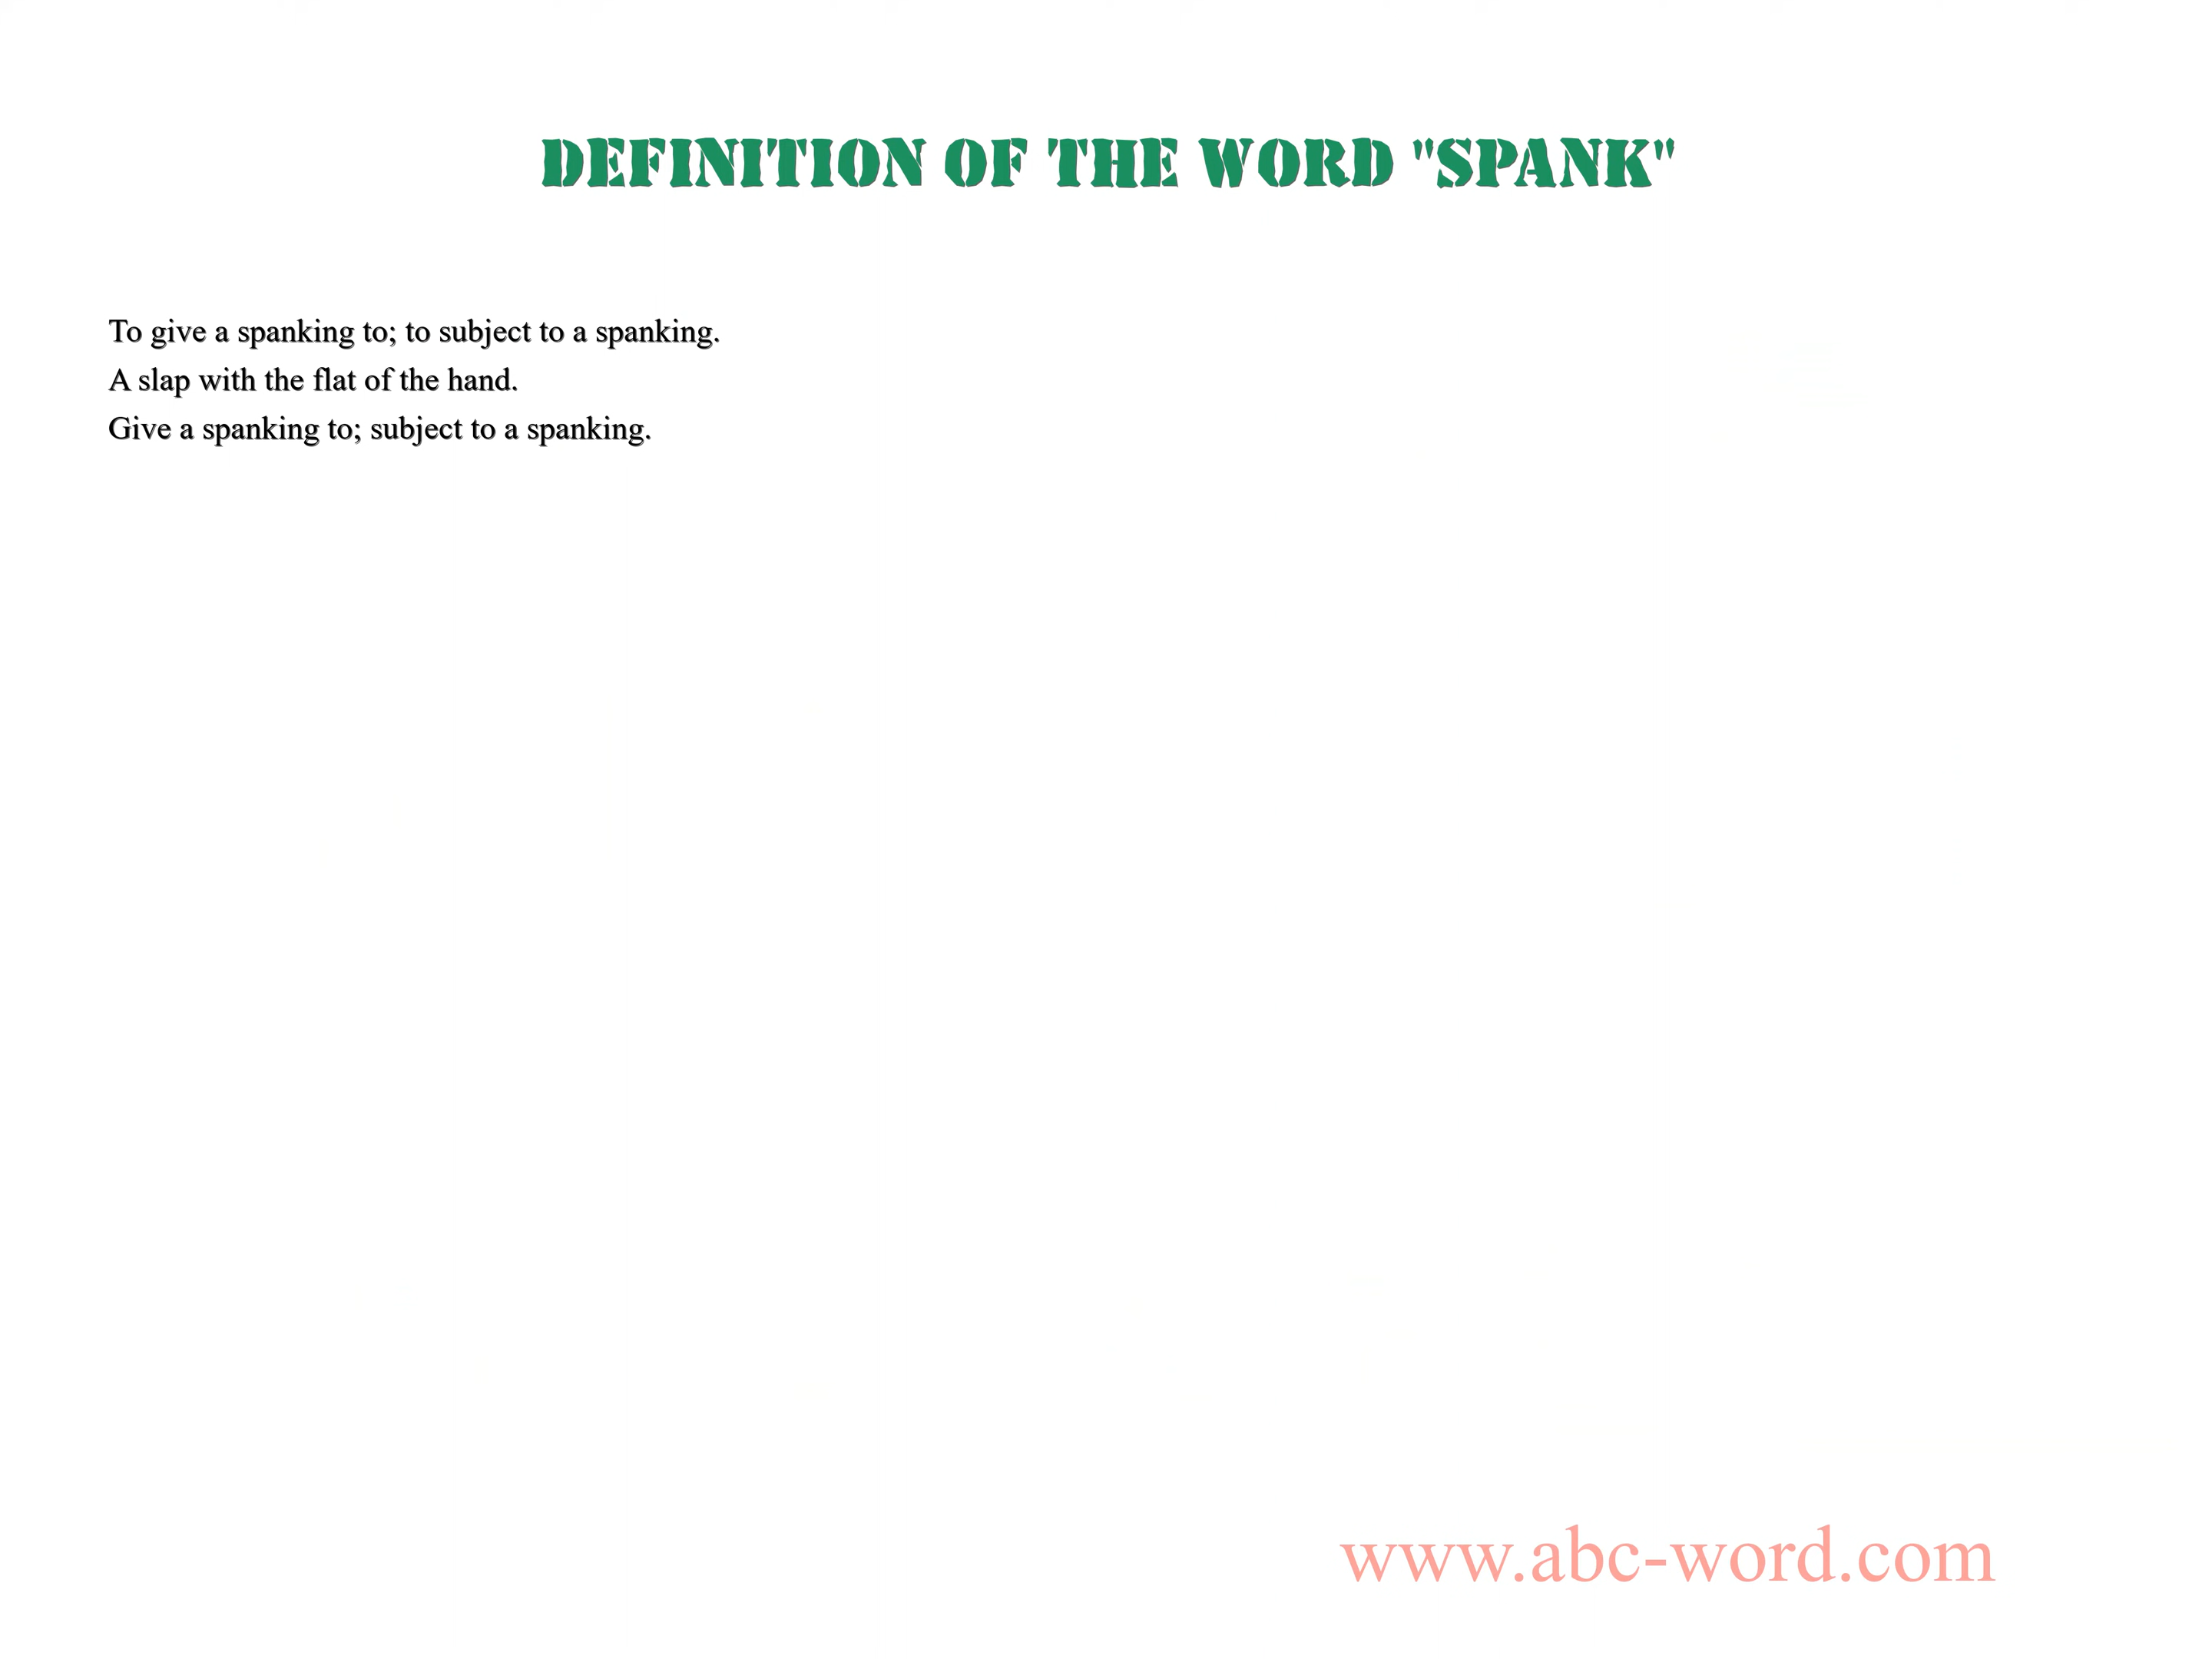 DEFINITION OF THE WORD "SPANK"
To give a spanking to; to subject to a spanking.
A slap with the flat of the hand.
Give a spanking to; subject to a spanking.
www.abc-word.com